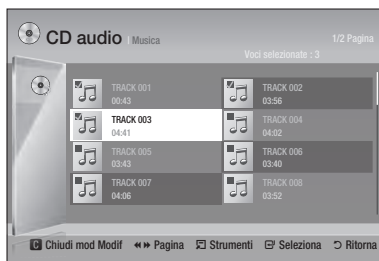 CD audio | Musica
1/2 Pagina
Voci selezionate : 3
TRACK 001
00:43
TRACK 002
03:56
TRACK 003
04:41
TRACK 004
04:02
TRACK 005
03:43
TRACK 006
03:40
TRACK 007
04:06
TRACK 008
03:52
C Chiudi mod Modif Pagina Strumenti Seleziona Ritorna